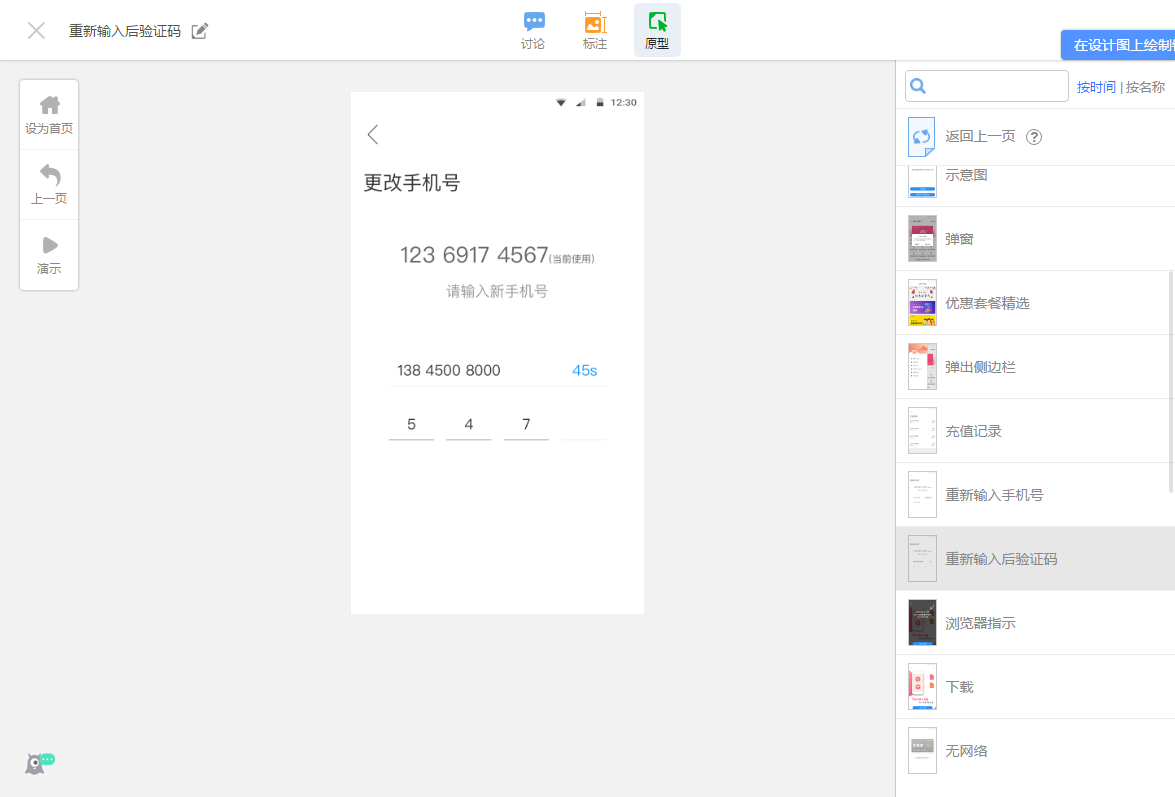 重新输入后验证码
讨论
标注
原型
在设计图上绘制
设为首页
上一页
演示
12:30
更改手机号
123 6917 4567(当前使用)
请输入新手机号
138 4500 8000 45s
5 4 7
按时间 | 按名称
返回上一页 ?
示意图
弹窗
优惠套餐精选
弹出侧边栏
充值记录
重新输入手机号
重新输入后验证码
浏览器指示
下载
无网络